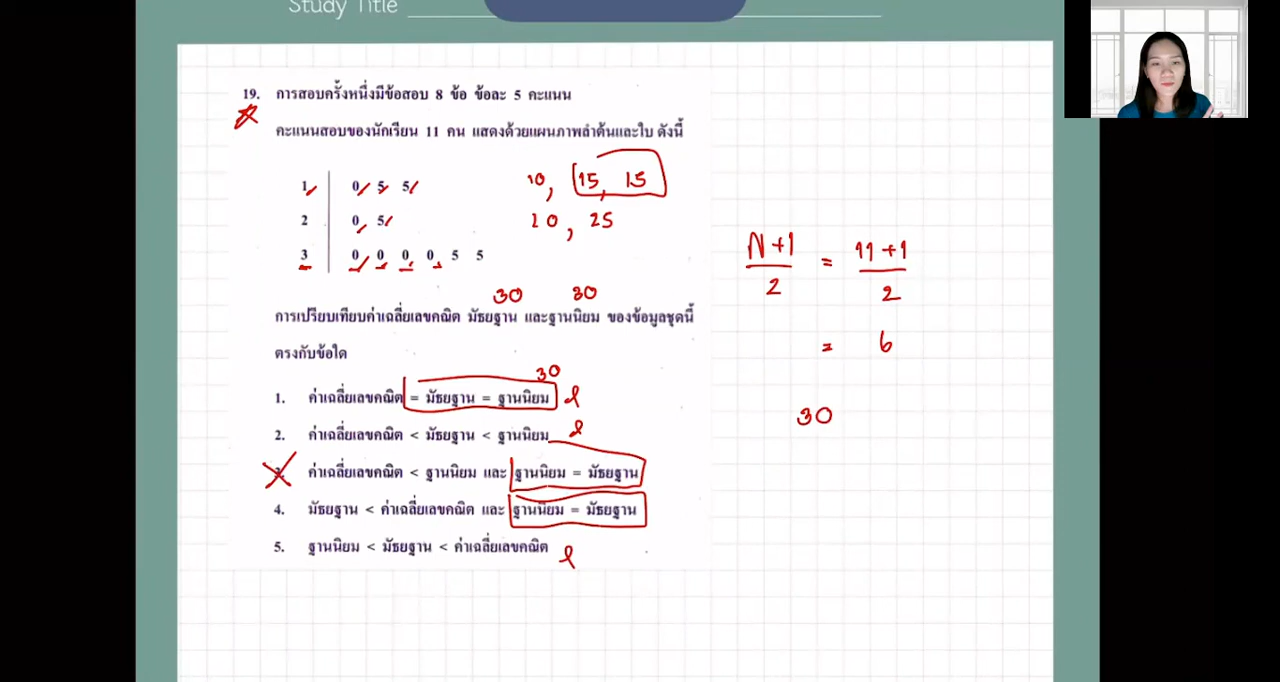 Study Title
19. การสอบครั้งหนึ่งมีข้อสอบ 8 ข้อ ข้อละ 5 คะแนน
คะแนนสอบของนักเรียน 11 คน แสดงด้วยแผนภาพลำต้นและใบ ดังนี้
1 | 0 5 5 10, 15, 15
2 | 0 5 20, 25
3 | 0 0 0 0 5 5
N+1/2 = 11+1/2
= 6
30
30 30
การเปรียบเทียบค่าเฉลี่ยเลขคณิต มัธยฐาน และฐานนิยม ของข้อมูลชุดนี้
ตรงกับข้อใด
30
1. ค่าเฉลี่ยเลขคณิต = มัธยฐาน = ฐานนิยม
2. ค่าเฉลี่ยเลขคณิต < มัธยฐาน < ฐานนิยม
3. ค่าเฉลี่ยเลขคณิต < ฐานนิยม และ ฐานนิยม = มัธยฐาน
4. มัธยฐาน < ค่าเฉลี่ยเลขคณิต และ ฐานนิยม = มัธยฐาน
5. ฐานนิยม < มัธยฐาน < ค่าเฉลี่ยเลขคณิต